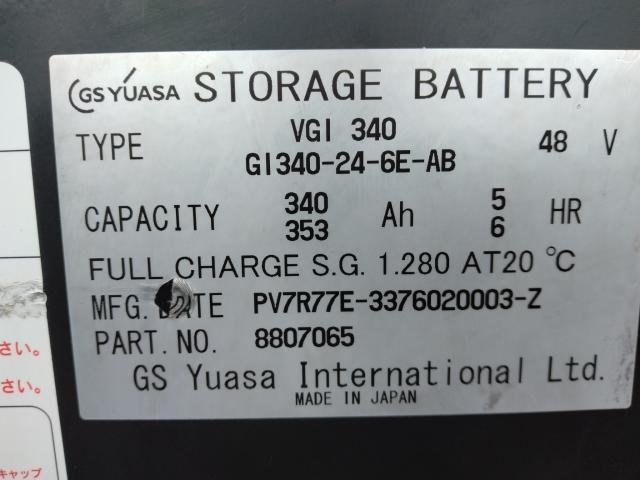 GS YUASA STORAGE BATTERY
TYPE VGI 340 48 V
GI340-24-6E-AB
CAPACITY 340 Ah 5 HR
353 6
FULL CHARGE S.G. 1.280 AT 20 °C
MFG. DATE PV7R77E-3376020003-Z
PART. NO. 8807065
GS Yuasa International Ltd.
MADE IN JAPAN
さい。
さい。
キャップ